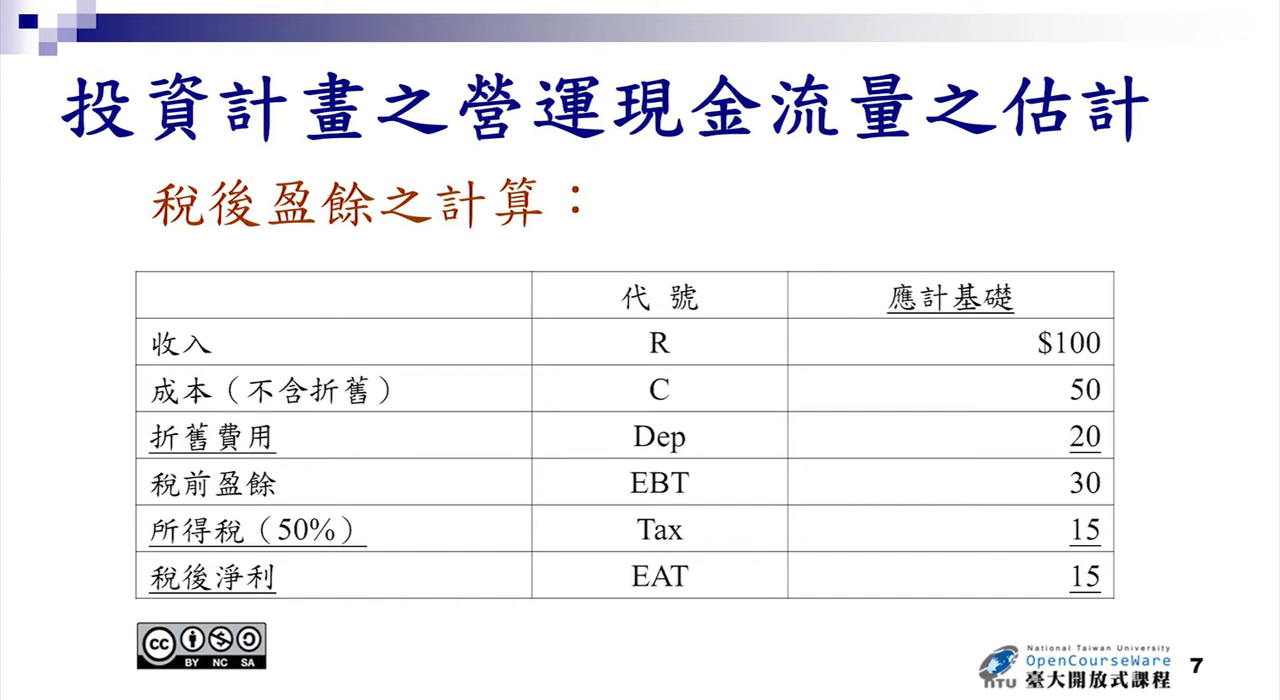 投資計畫之營運現金流量之估計
稅後盈餘之計算：
代 號 應計基礎
收入 R $100
成本（不含折舊） C 50
折舊費用 Dep 20
稅前盈餘 EBT 30
所得稅（50%） Tax 15
稅後淨利 EAT 15
cc BY NC SA
National Taiwan University
OpenCourseWare
NTU 臺大開放式課程
7